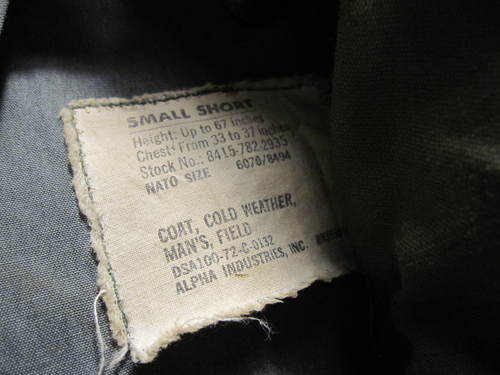 SMALL SHORT
Height: Up to 67 inches
Chest: From 33 to 37 inches
Stock No.: 8415-782-2935
NATO SIZE 6070/8494
COAT, COLD WEATHER,
MAN'S, FIELD
DSA100-72-C-0132
ALPHA INDUSTRIES, INC.